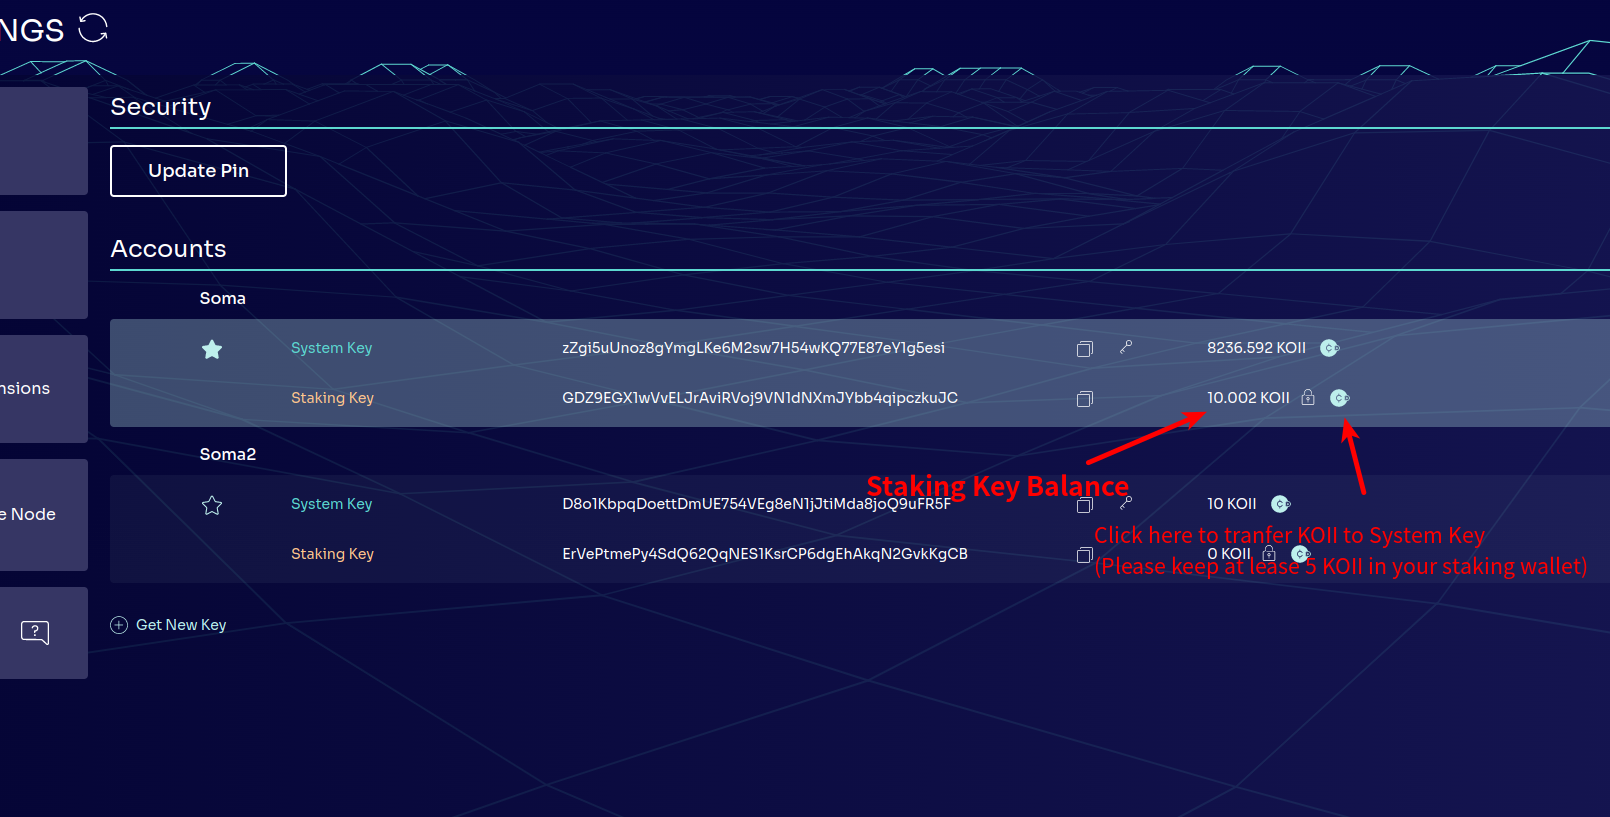 NGS
Security
Update Pin
Accounts
Soma
System Key zZgi5uUnoz8gYmgLKe6M2sw7H54wKQ77E87eY1g5esi 8236.592 KOII
nsions
Staking Key GDZ9EGX1wVvELJrAviRVoj9VN1dNXmJYbb4qipczkuJC 10.002 KOII
Soma2
Staking Key Balance
System Key D8o1KbpqDoettDmUE754VEg8eN1jJtiMda8joQ9uFR5F 10 KOII
e Node
Click here to tranfer KOII to System Key
Staking Key ErVePtmePy4SdQ62QqNES1KsrCP6dgEhAkqN2GvkKgCB 0 KOII
(Please keep at lease 5 KOII in your staking wallet)
Get New Key